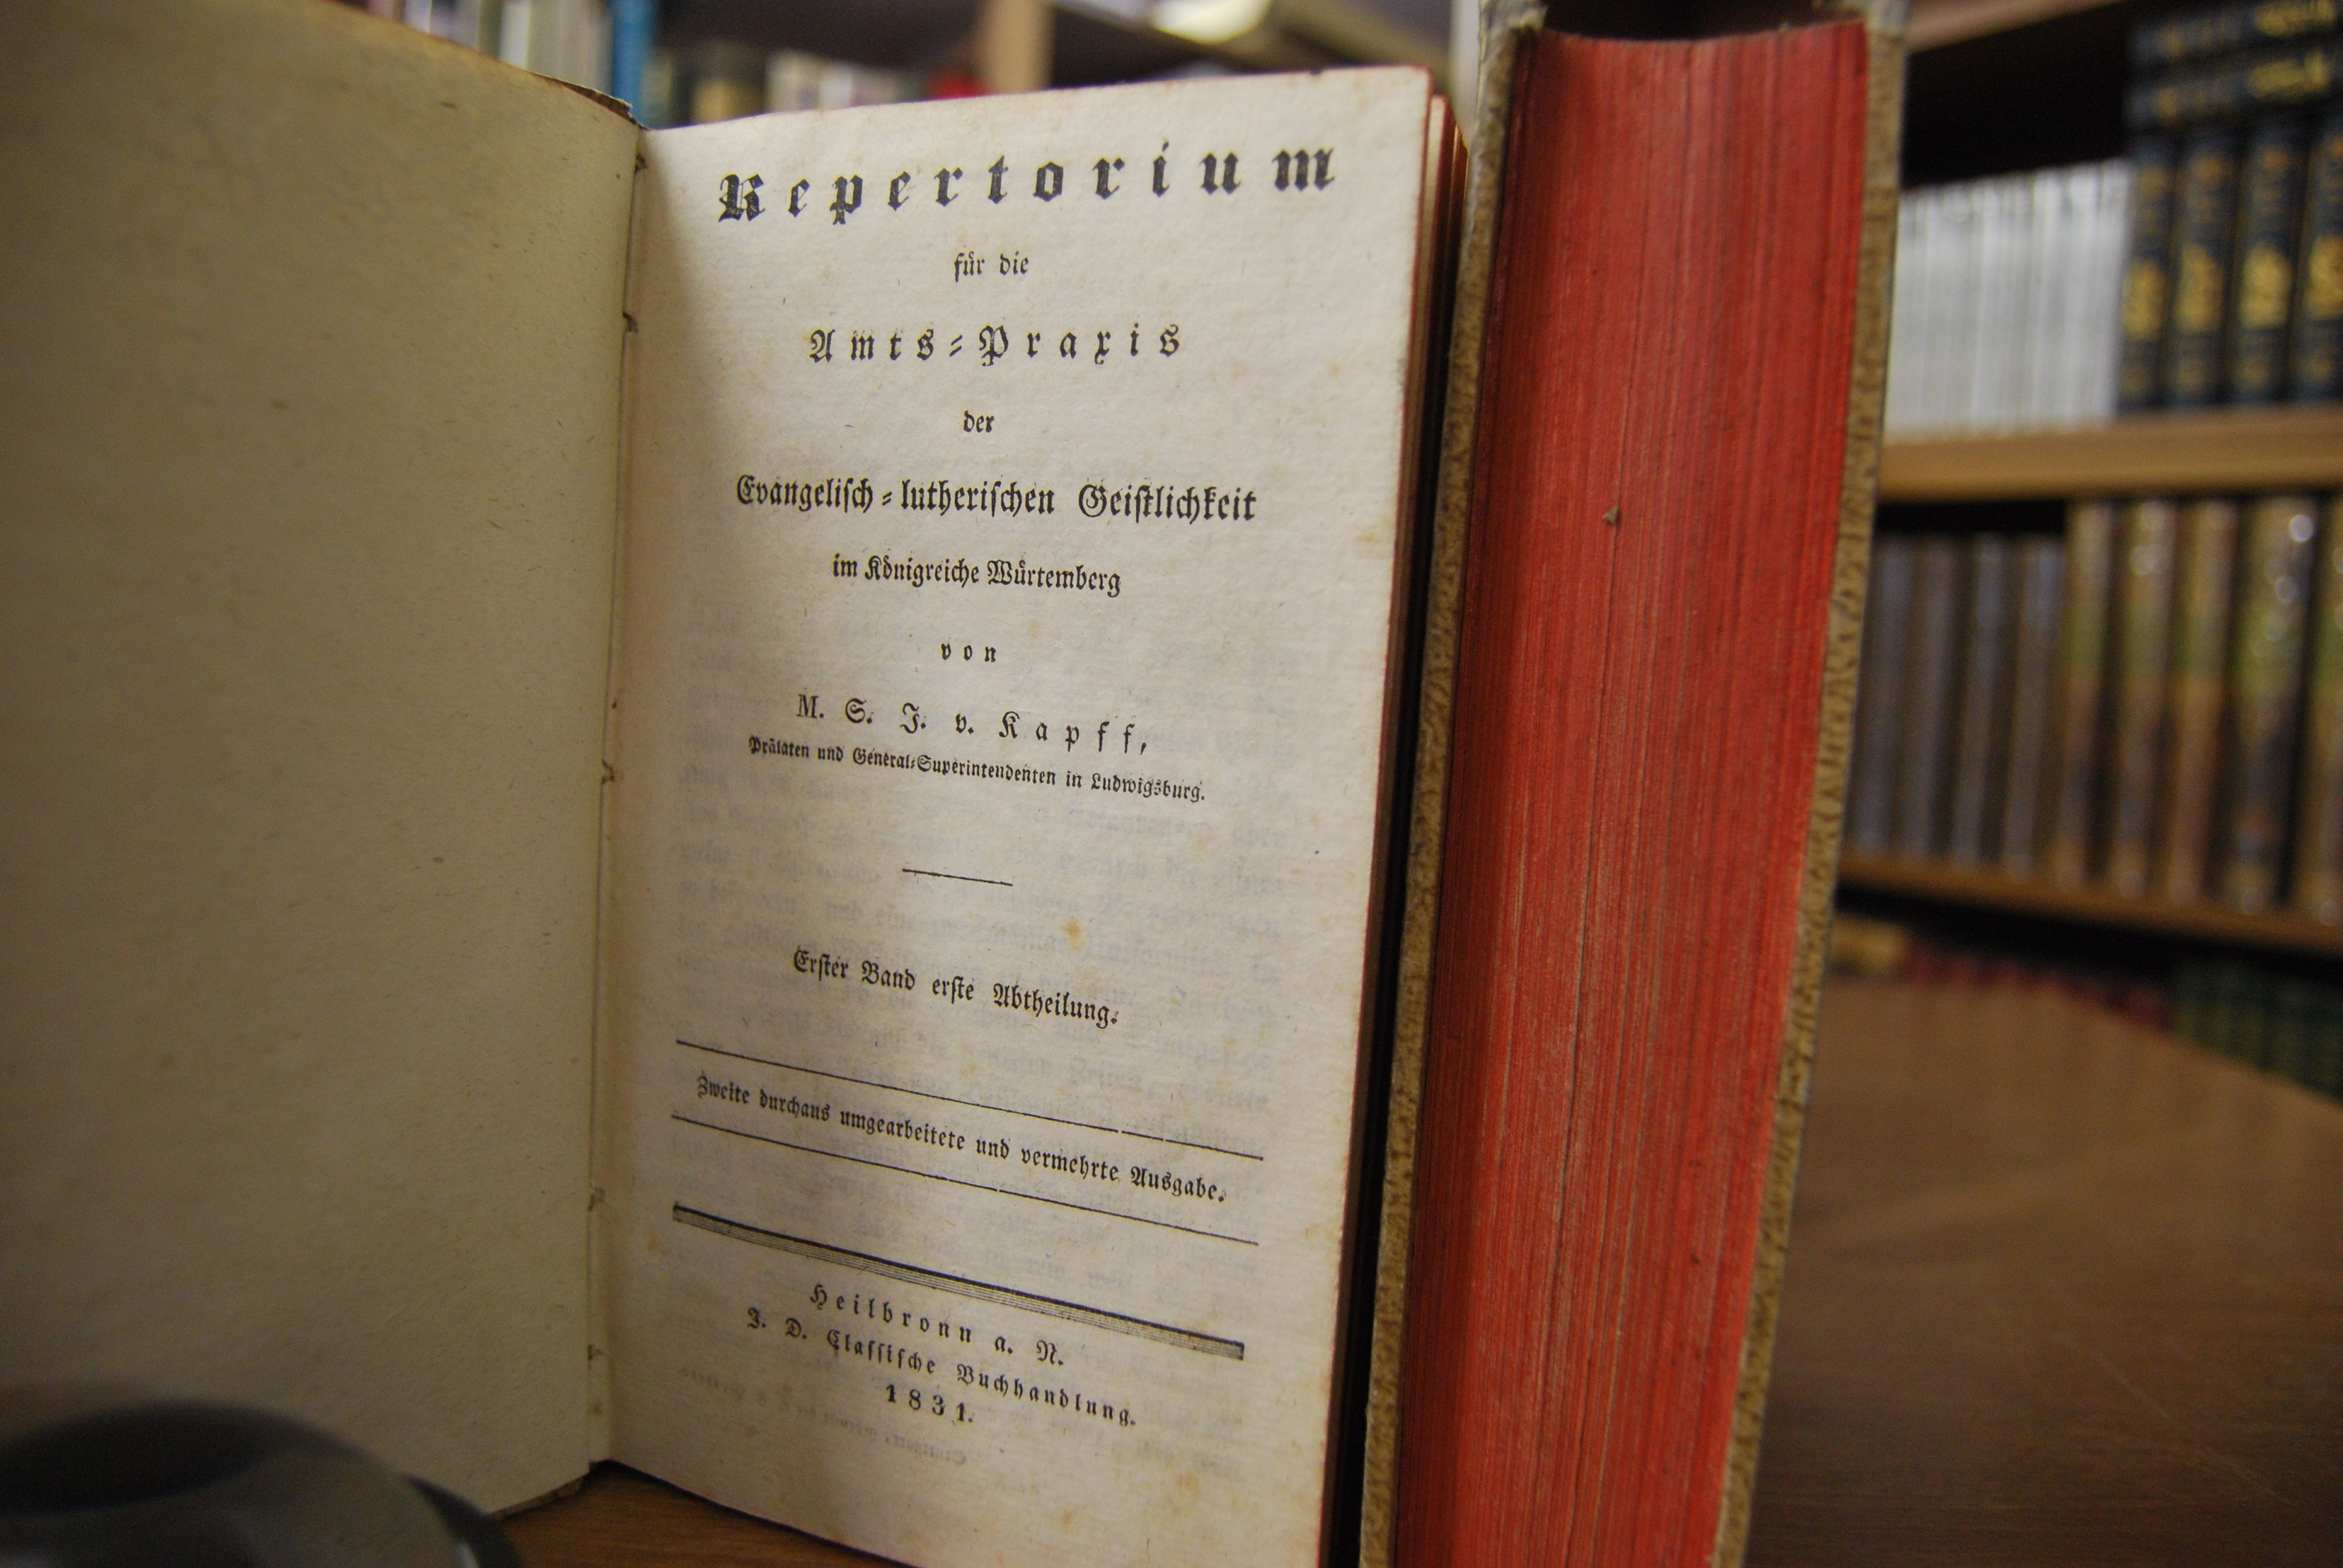 Repertorium
für die
Amts-Praxis
der
Evangelisch-lutherischen Geistlichkeit
im Königreiche Würtemberg
von
M. S. J. v. Kapff,
Prälaten und General-Superintendenten in Ludwigsburg.
Erster Band erste Abtheilung.
Zweite durchaus umgearbeitete und vermehrte Ausgabe.
Heilbronn a. N.
J. D. Classische Buchhandlung.
1831.